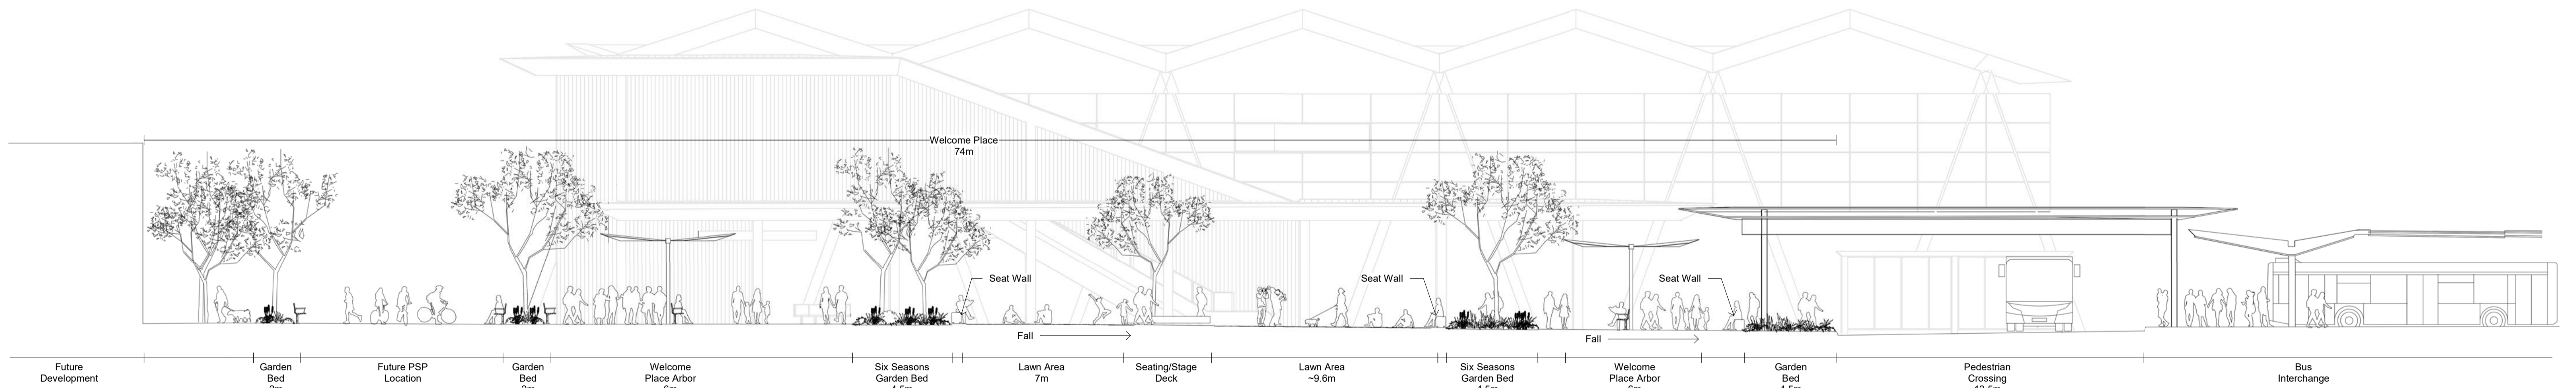 Welcome Place
74m
Seat Wall
Seat Wall
Seat Wall
Fall
Fall
Future
Development
Garden
Bed
Future PSP
Location
Garden
Bed
Welcome
Place Arbor
Six Seasons
Garden Bed
Lawn Area
7m
Seating/Stage
Deck
Lawn Area
~9.6m
Six Seasons
Garden Bed
Welcome
Place Arbor
Garden
Bed
Pedestrian
Crossing
Bus
Interchange